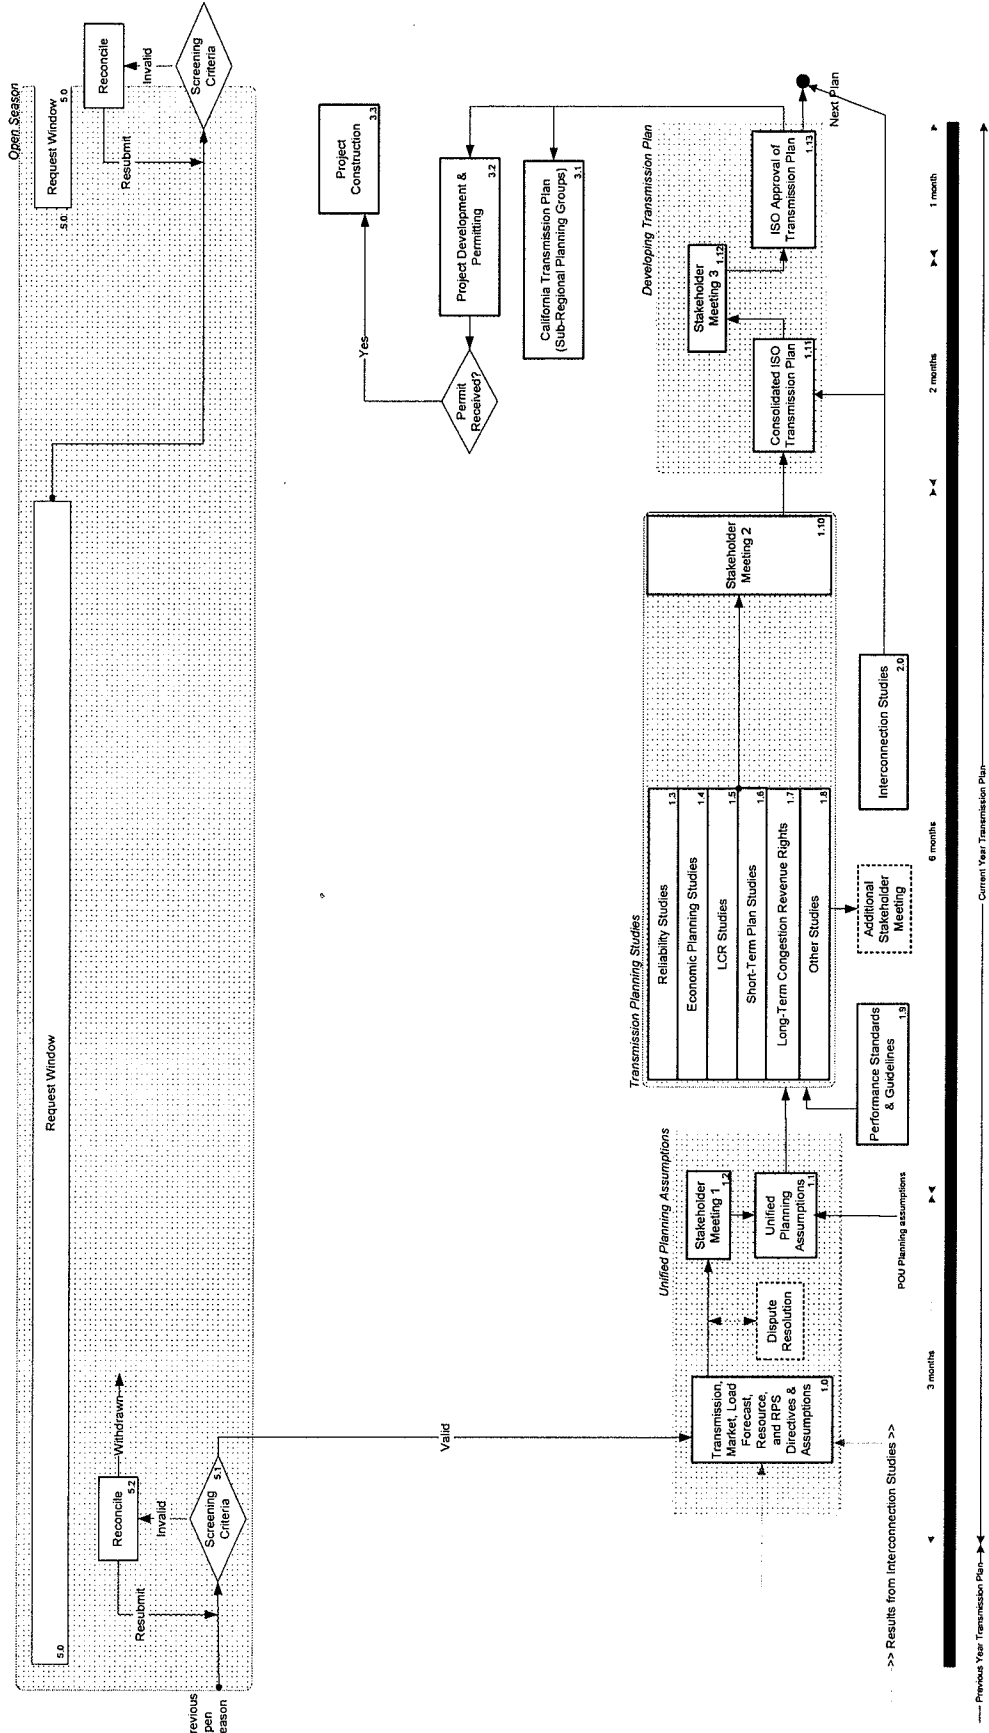 Open Season
Request Window
5.0
revious
pen
eason
Resubmit
Reconcile
5.2
Withdrawn
Invalid
Screening
Criteria
5.1
Valid
5.0
Request Window
5.0
Resubmit
Reconcile
Invalid
Screening
Criteria
Project
Construction
3.3
Yes
Permit
Received?
Project Development &
Permitting
3.2
California Transmission Plan
(Sub-Regional Planning Groups)
3.1
Unified Planning Assumptions
Transmission,
Market, Load
Forecast,
Resource,
and RPS
Directives &
Assumptions
1.0
Dispute
Resolution
Stakeholder
Meeting 1
1.2
Unified
Planning
Assumptions
1.1
POU Planning assumptions
>> Results from Interconnection Studies >>
Transmission Planning Studies
Reliability Studies
1.3
Economic Planning Studies
1.4
LCR Studies
1.5
Short-Term Plan Studies
1.6
Long-Term Congestion Revenue Rights
1.7
Other Studies
1.8
Performance Standards
& Guidelines
1.9
Additional
Stakeholder
Meeting
Interconnection Studies
2.0
Stakeholder
Meeting 2
1.10
Developing Transmission Plan
Consolidated ISO
Transmission Plan
1.11
Stakeholder
Meeting 3
1.12
ISO Approval of
Transmission Plan
1.13
Next Plan
3 months
6 months
2 months
1 month
Previous Year Transmission Plan
Current Year Transmission Plan